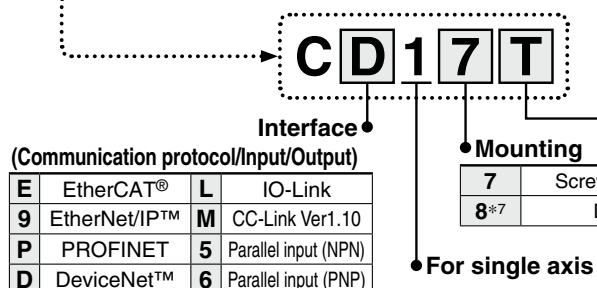 CD17T
Interface
(Communication protocol/Input/Output)
E EtherCAT® L IO-Link
9 EtherNet/IP™ M CC-Link Ver1.10
P PROFINET 5 Parallel input (NPN)
D DeviceNet™ 6 Parallel input (PNP)
Mounting
7
8*7
For single axis